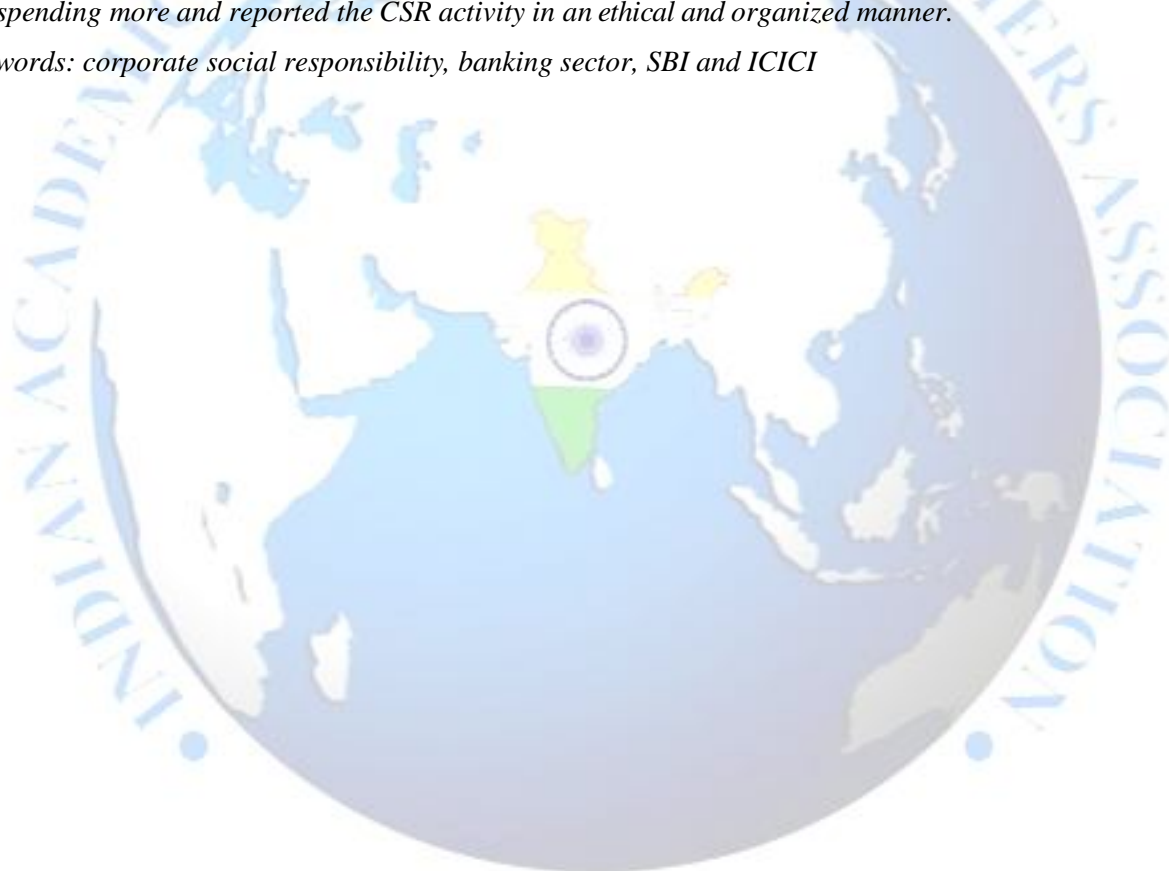 spending more and reported the CSR activity in an ethical and organized manner.
words: corporate social responsibility, banking sector, SBI and ICICI
INDIAN ACADEMI
ERS ASSOCIATION